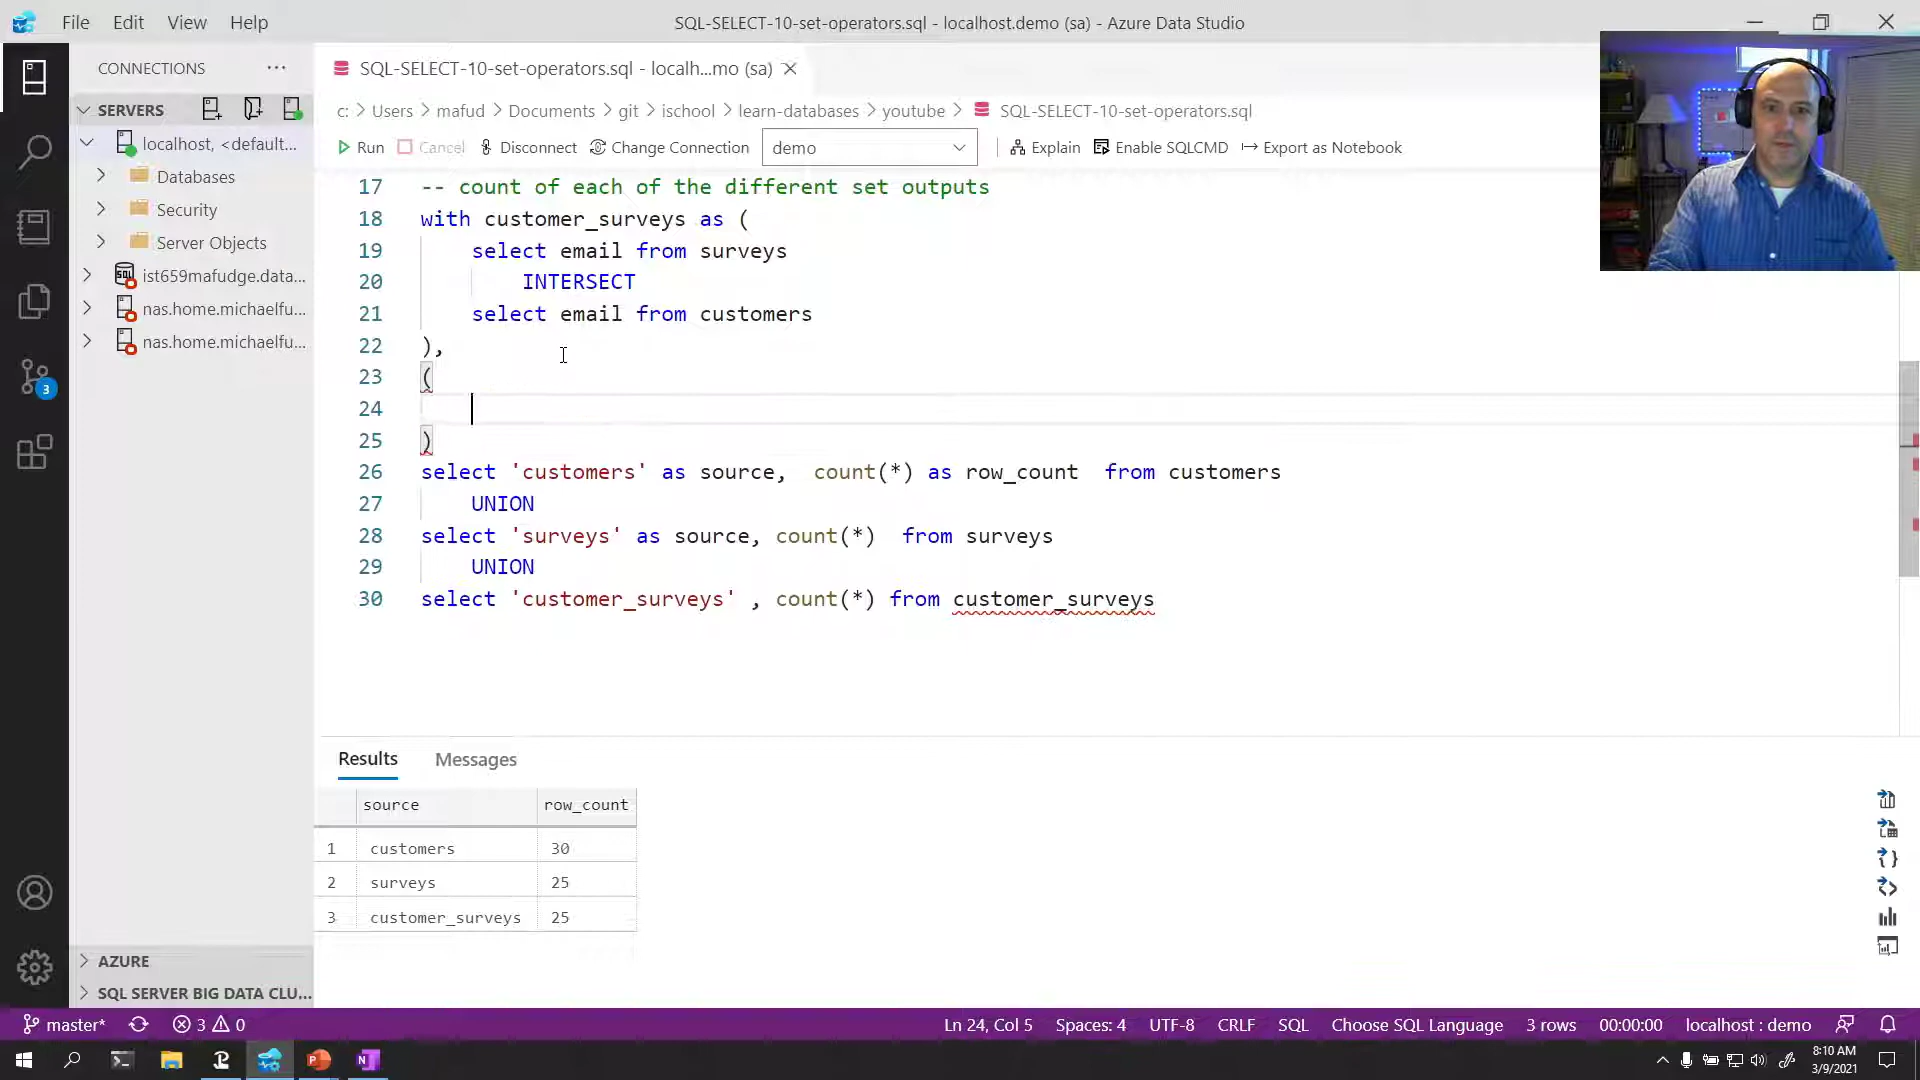 File Edit View Help
SQL-SELECT-10-set-operators.sql - localhost.demo (sa) - Azure Data Studio
CONNECTIONS
SQL-SELECT-10-set-operators.sql - localh...mo (sa)
SERVERS
c: Users mafud Documents git ischool learn-databases youtube SQL-SELECT-10-set-operators.sql
localhost, <default...
Run Cancel Disconnect Change Connection demo Explain Enable SQLCMD Export as Notebook
Databases
Security
Server Objects
ist659mafudge.data...
nas.home.michaelfu...
nas.home.michaelfu...
17 -- count of each of the different set outputs
18 with customer_surveys as (
19 select email from surveys
20 INTERSECT
21 select email from customers
22 ),
23 (
24
25 )
26 select 'customers' as source, count(*) as row_count from customers
27 UNION
28 select 'surveys' as source, count(*) from surveys
29 UNION
30 select 'customer_surveys' , count(*) from customer_surveys
3
Results Messages
source row_count
1 customers 30
2 surveys 25
3 customer_surveys 25
AZURE
SQL SERVER BIG DATA CLU...
master* 3 0 Ln 24, Col 5 Spaces: 4 UTF-8 CRLF SQL Choose SQL Language 3 rows 00:00:00 localhost : demo
8:10 AM
3/9/2021